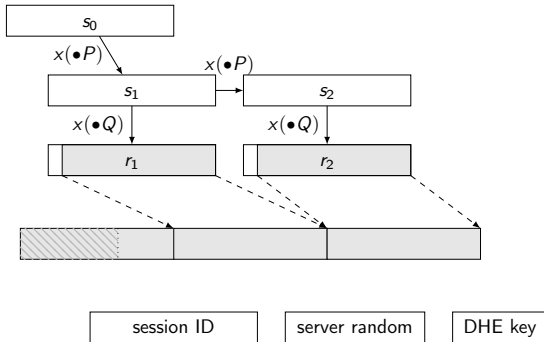 s₀
x(•P)
x(•P)
s₁
s₂
x(•Q)
x(•Q)
r₁
r₂
session ID
server random
DHE key